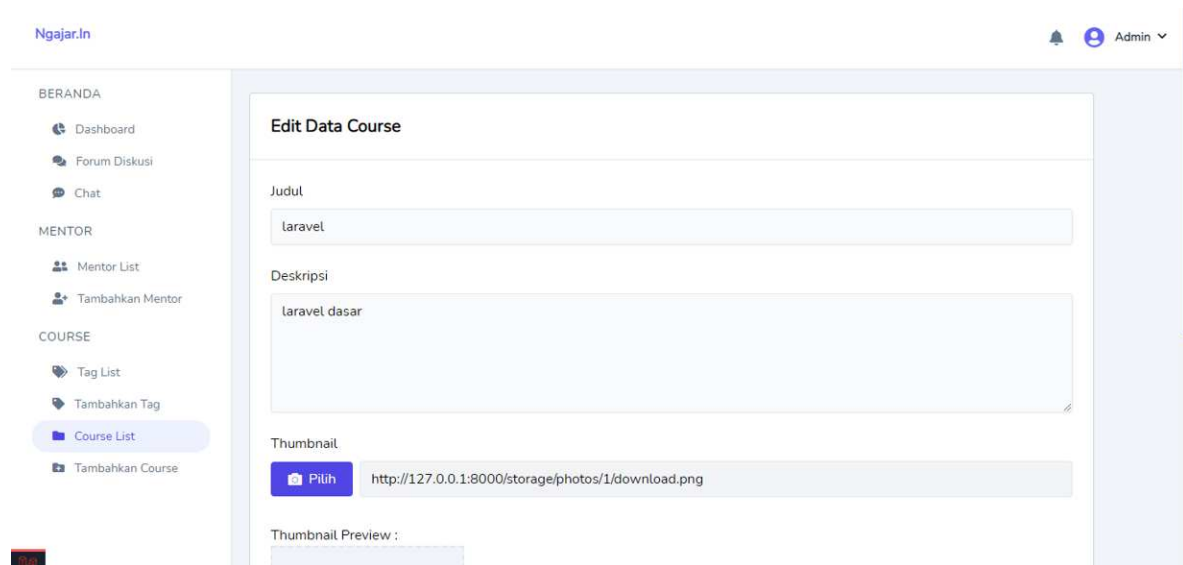 Ngajar.In
Admin
BERANDA
Dashboard
Forum Diskusi
Chat
MENTOR
Mentor List
Tambahkan Mentor
COURSE
Tag List
Tambahkan Tag
Course List
Tambahkan Course
Edit Data Course
Judul
laravel
Deskripsi
laravel dasar
Thumbnail
Pilih
http://127.0.0.1:8000/storage/photos/1/download.png
Thumbnail Preview :